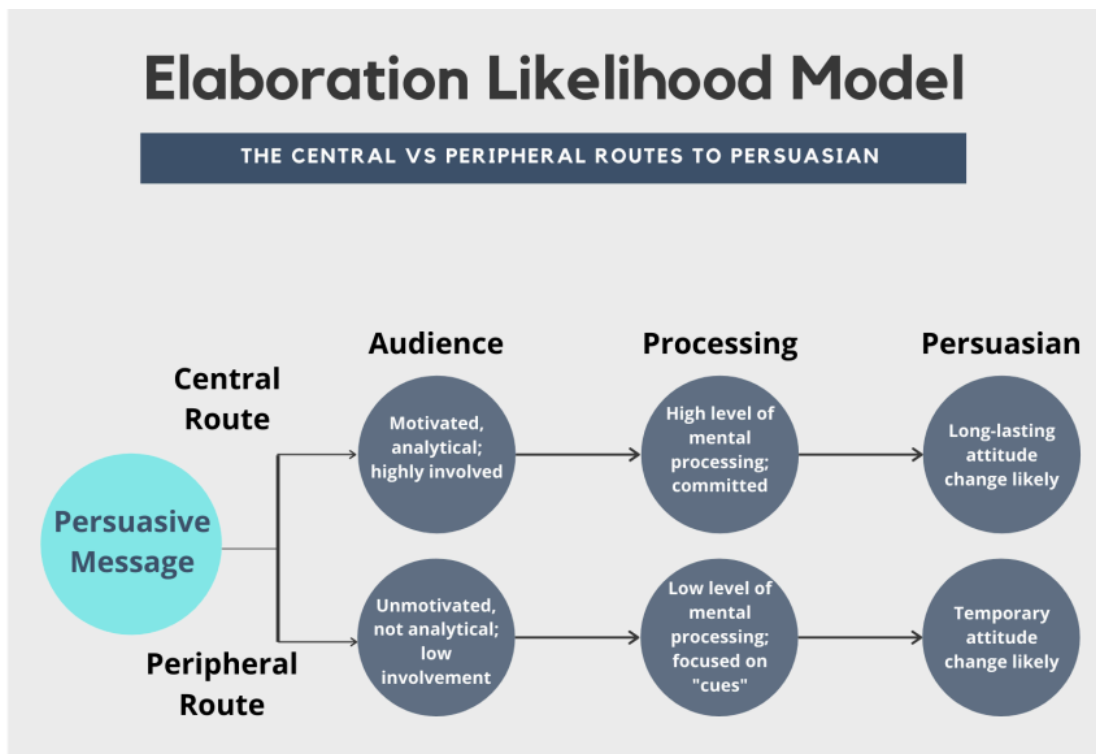 Elaboration Likelihood Model
THE CENTRAL VS PERIPHERAL ROUTES TO PERSUASIAN
Audience
Processing
Persuasian
Central
Route
Motivated,
analytical;
highly involved
High level of
mental
processing;
committed
Long-lasting
attitude
change likely
Persuasive
Message
Peripheral
Route
Unmotivated,
not analytical;
low
involvement
Low level of
mental
processing;
focused on
"cues"
Temporary
attitude
change likely